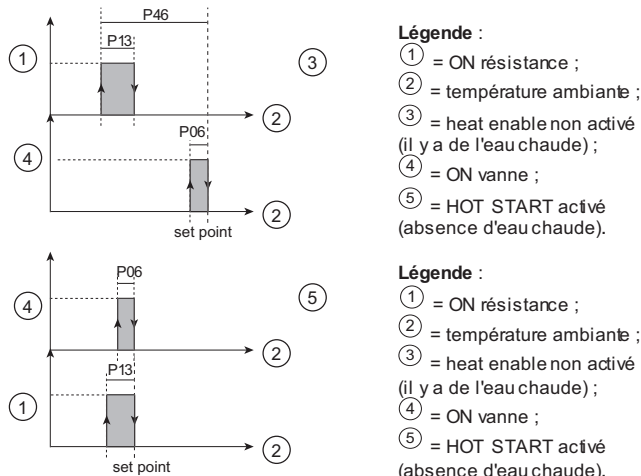 P46
P13
1
3
2
P06
4
2
set point
P06
4
5
2
P13
1
2
set point
Légende :
1 = ON résistance ;
2 = température ambiante ;
3 = heat enable non activé
(il y a de l'eau chaude) ;
4 = ON vanne ;
5 = HOT START activé
(absence d'eau chaude).
Légende :
1 = ON résistance ;
2 = température ambiante ;
3 = heat enable non activé
(il y a de l'eau chaude) ;
4 = ON vanne ;
5 = HOT START activé
(absence d'eau chaude).